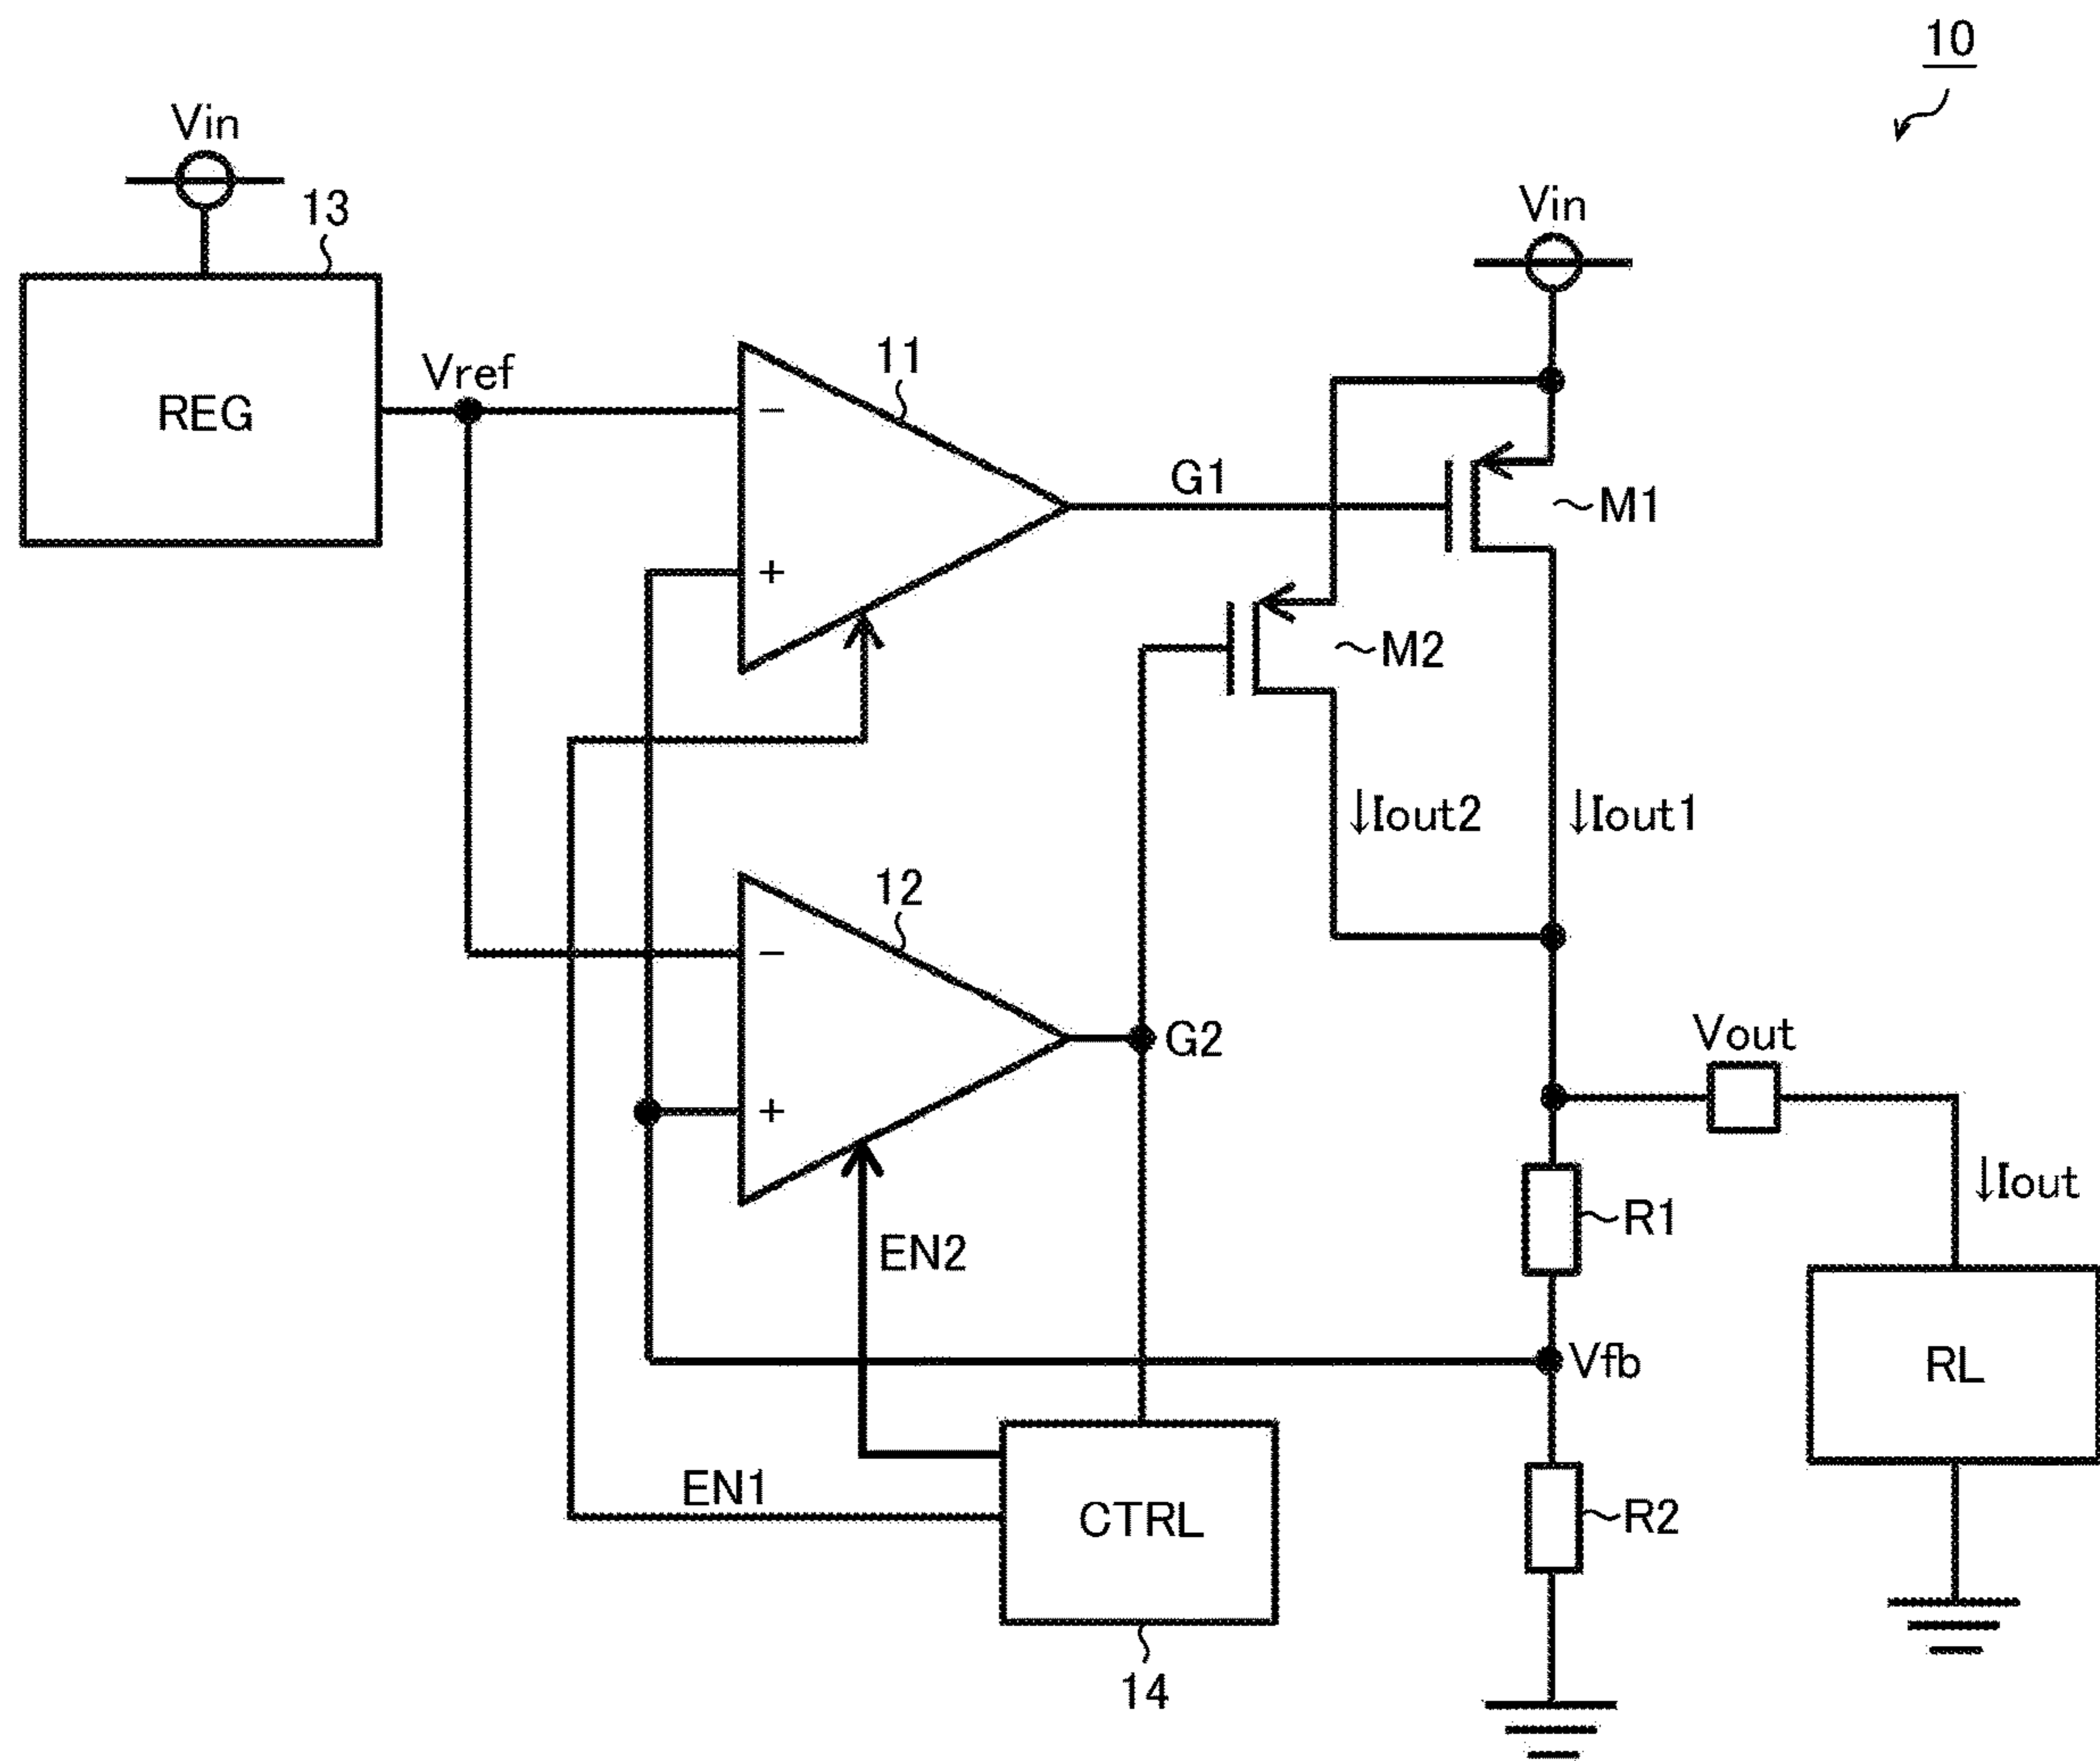 10
Vin
13
Vin
REG
Vref
11
−
+
G1
M1
M2
↓Iout2
↓Iout1
12
−
+
G2
Vout
EN2
R1
↓Iout
Vfb
RL
EN1
CTRL
R2
14